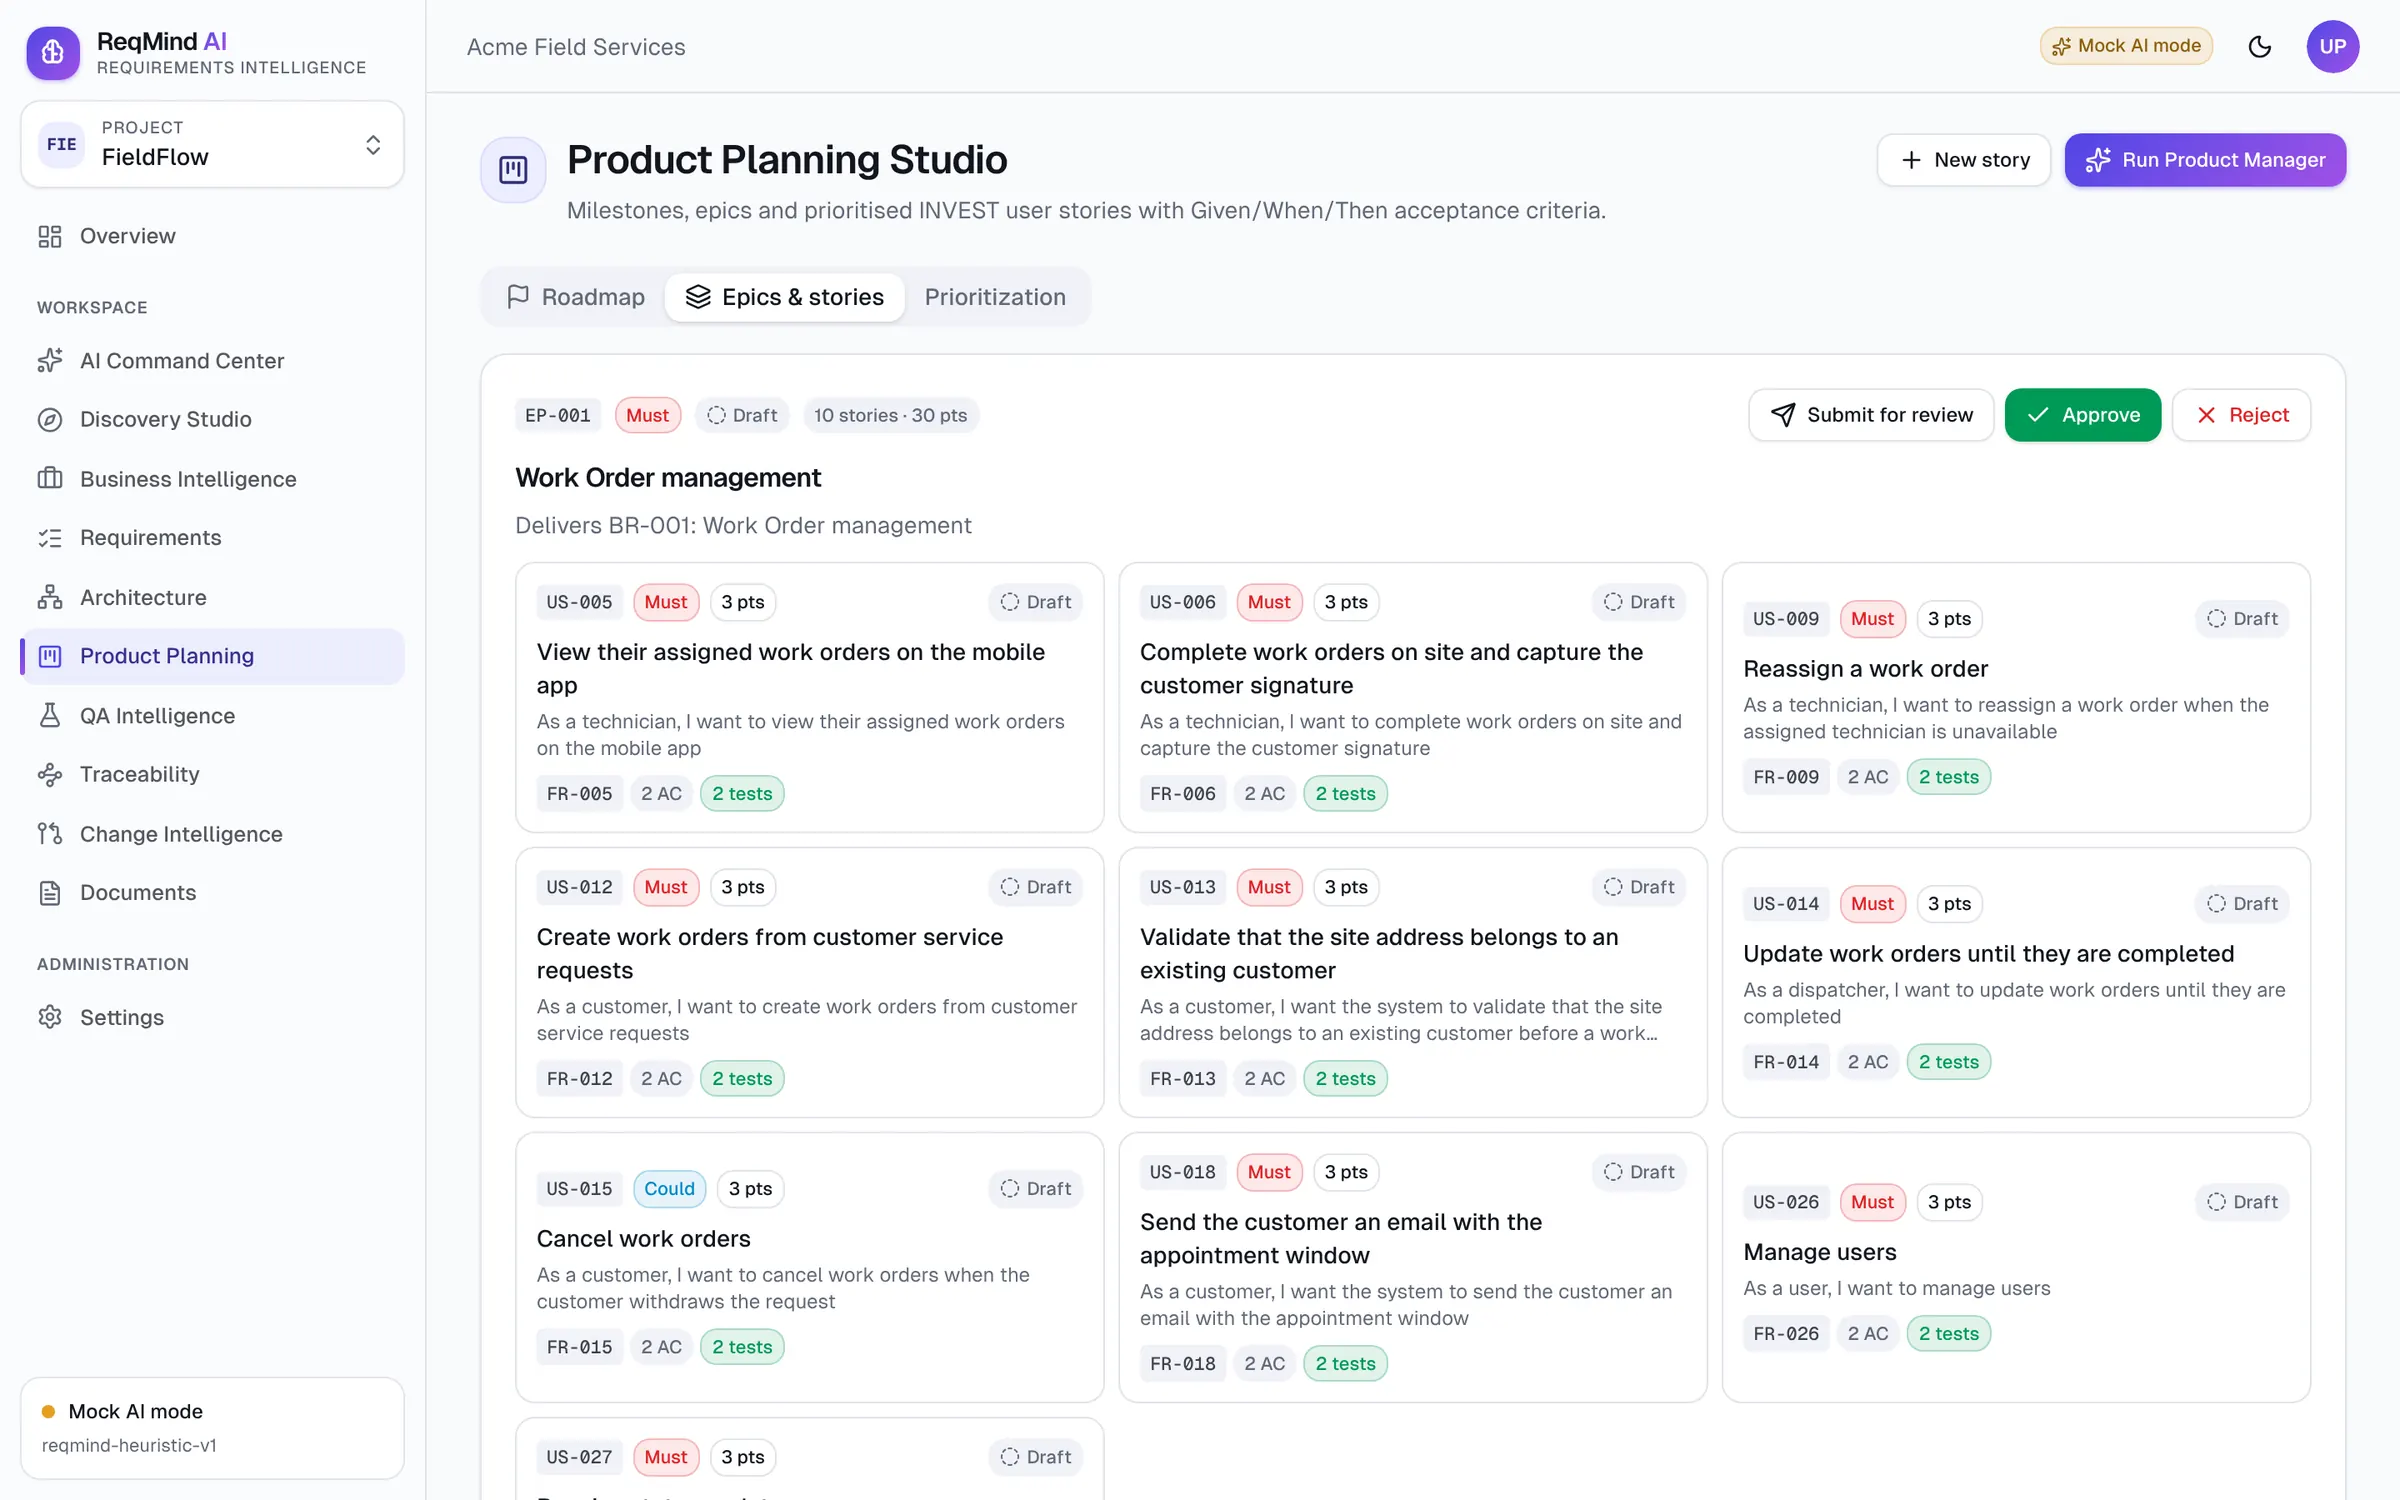 ReqMind AI
REQUIREMENTS INTELLIGENCE
FIE
PROJECT
FieldFlow
Overview
WORKSPACE
AI Command Center
Discovery Studio
Business Intelligence
Requirements
Architecture
Product Planning
QA Intelligence
Traceability
Change Intelligence
Documents
ADMINISTRATION
Settings
Mock AI mode
reqmind-heuristic-v1
Acme Field Services
Mock AI mode
UP
Product Planning Studio
Milestones, epics and prioritised INVEST user stories with Given/When/Then acceptance criteria.
New story
Run Product Manager
Roadmap
Epics & stories
Prioritization
EP-001 Must Draft 10 stories · 30 pts
Submit for review
Approve
Reject
Work Order management
Delivers BR-001: Work Order management
US-005 Must 3 pts Draft
View their assigned work orders on the mobile
app
As a technician, I want to view their assigned work orders
on the mobile app
FR-005 2 AC 2 tests
US-006 Must 3 pts Draft
Complete work orders on site and capture the
customer signature
As a technician, I want to complete work orders on site and
capture the customer signature
FR-006 2 AC 2 tests
US-009 Must 3 pts Draft
Reassign a work order
As a technician, I want to reassign a work order when the
assigned technician is unavailable
FR-009 2 AC 2 tests
US-012 Must 3 pts Draft
Create work orders from customer service
requests
As a customer, I want to create work orders from customer
service requests
FR-012 2 AC 2 tests
US-013 Must 3 pts Draft
Validate that the site address belongs to an
existing customer
As a customer, I want the system to validate that the site
address belongs to an existing customer before a work...
FR-013 2 AC 2 tests
US-014 Must 3 pts Draft
Update work orders until they are completed
As a dispatcher, I want to update work orders until they are
completed
FR-014 2 AC 2 tests
US-015 Could 3 pts Draft
Cancel work orders
As a customer, I want to cancel work orders when the
customer withdraws the request
FR-015 2 AC 2 tests
US-018 Must 3 pts Draft
Send the customer an email with the
appointment window
As a customer, I want the system to send the customer an
email with the appointment window
FR-018 2 AC 2 tests
US-026 Must 3 pts Draft
Manage users
As a user, I want to manage users
FR-026 2 AC 2 tests
US-027 Must 3 pts Draft